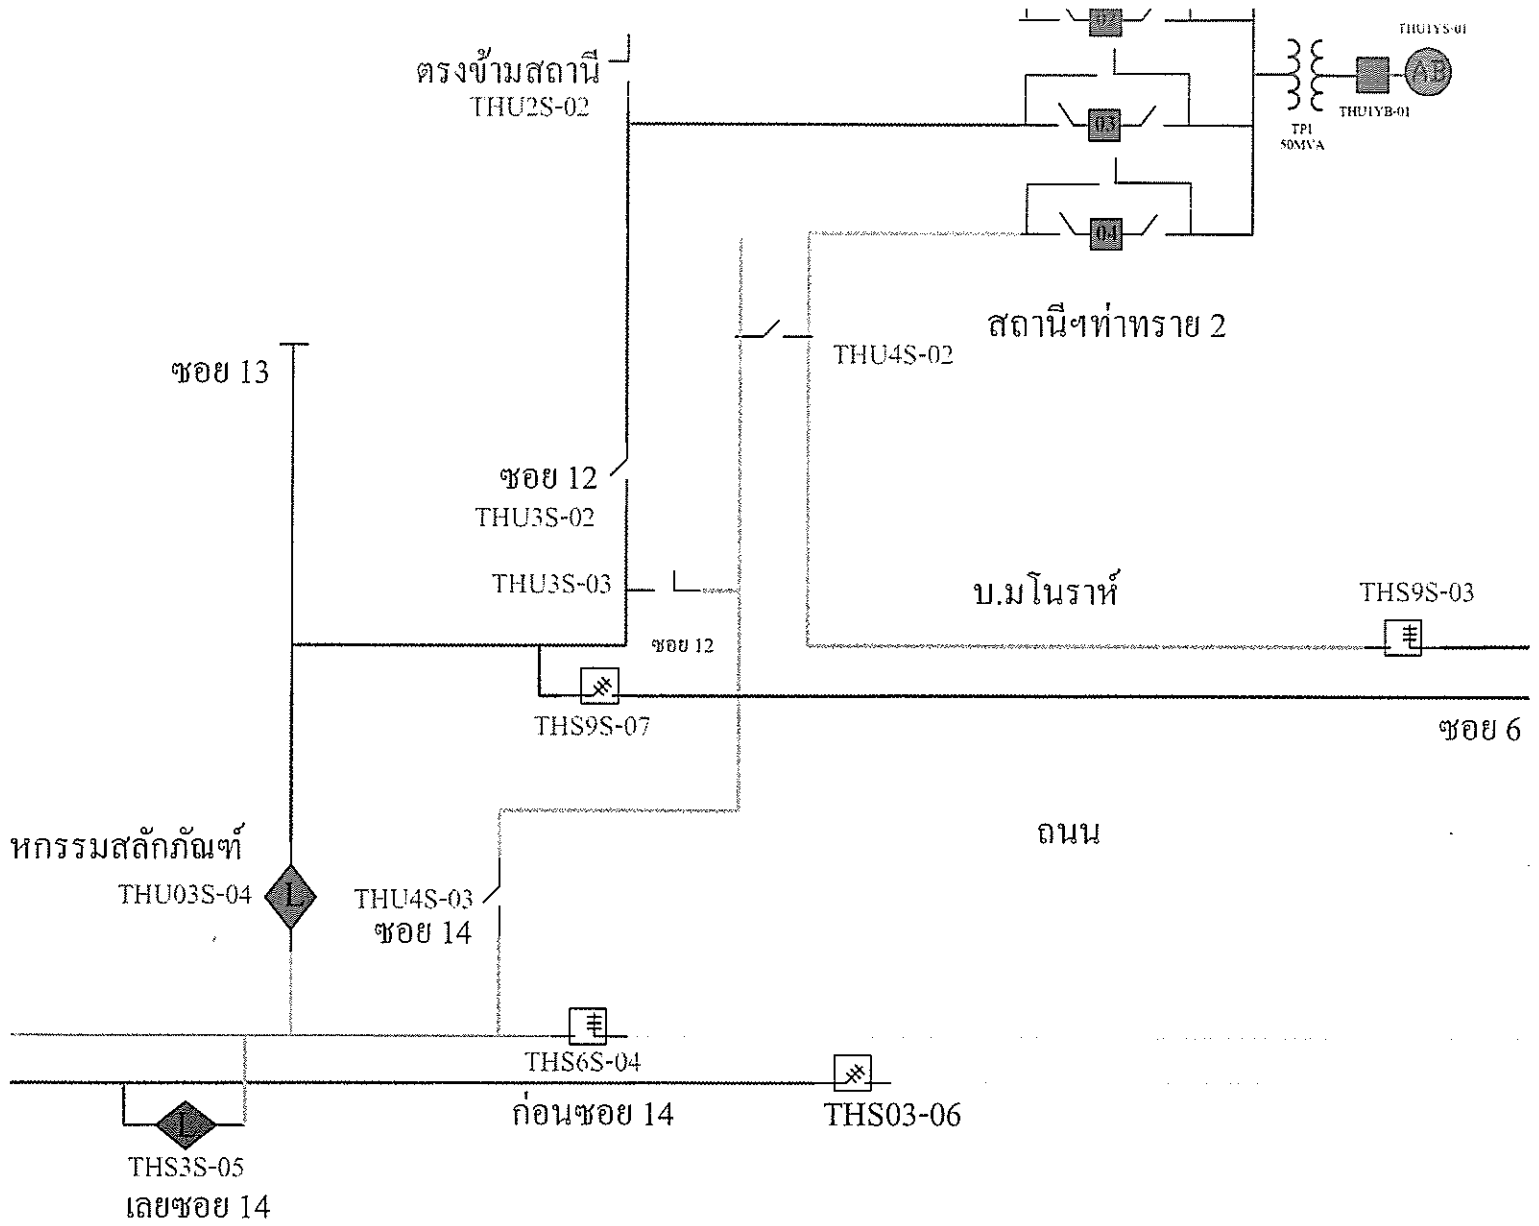 02
THU1YS-01
ตรงข้ามสถานี
THU2S-02
AB
03
TP1
50MVA
THU1YB-01
04
สถานีฯท่าทราย 2
THU4S-02
ซอย 13
ซอย 12
THU3S-02
THU3S-03
บ.มโนราห์
THS9S-03
ซอย 12
THS9S-07
ซอย 6
ถนน
หกรรมสลักภัณฑ์
THU03S-04
L
THU4S-03
ซอย 14
THS6S-04
ก่อนซอย 14
THS03-06
L
THS3S-05
เลยซอย 14